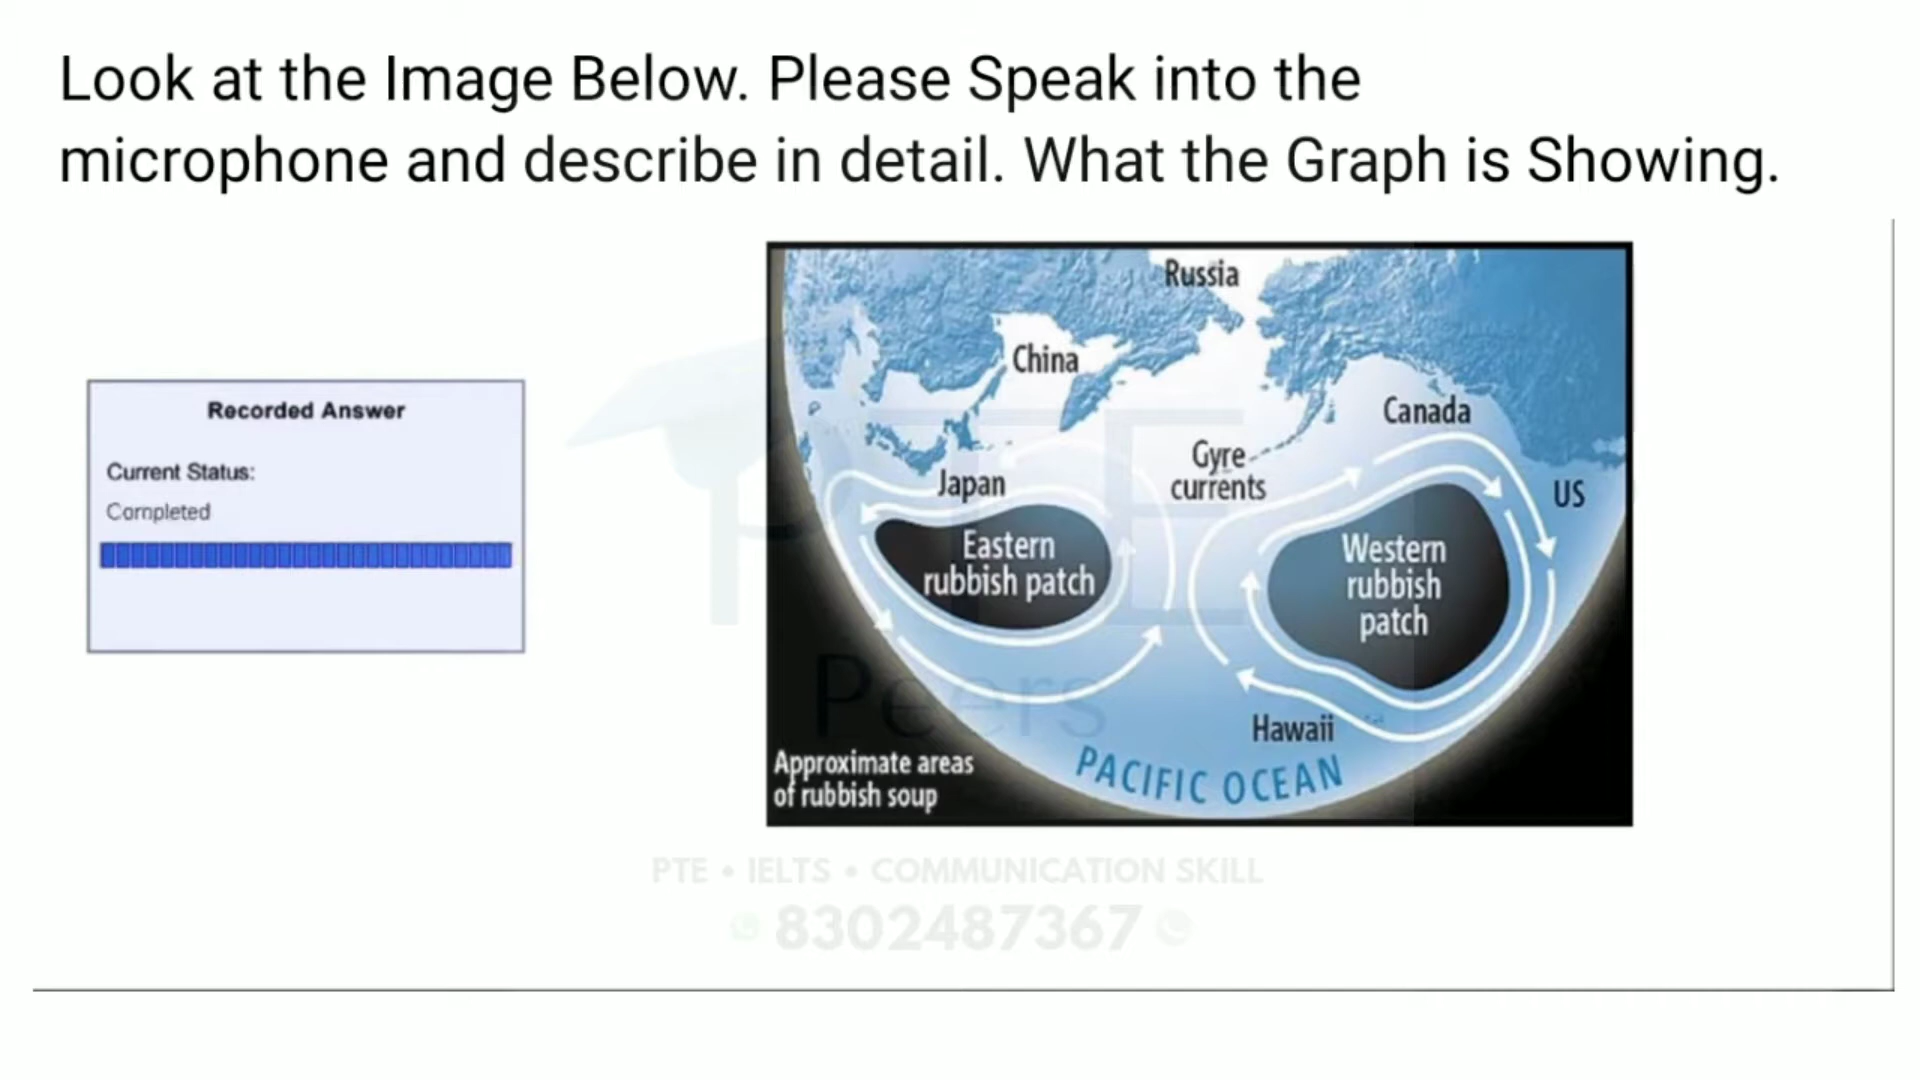 Look at the Image Below. Please Speak into the
microphone and describe in detail. What the Graph is Showing.
Recorded Answer
Current Status:
Completed
Russia
China
Canada
Gyre
currents
Japan
US
Eastern
rubbish patch
Western
rubbish
patch
Hawaii
PACIFIC OCEAN
Approximate areas
of rubbish soup
PTE
Peers
PTE • IELTS • COMMUNICATION SKILL
8302487367